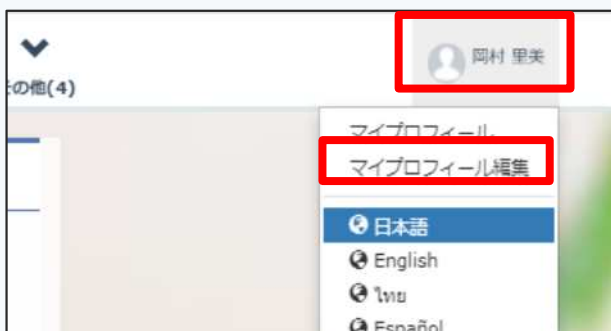 その他(4)
岡村 里美
マイプロフィール
マイプロフィール編集
日本語
English
ไทย
Español